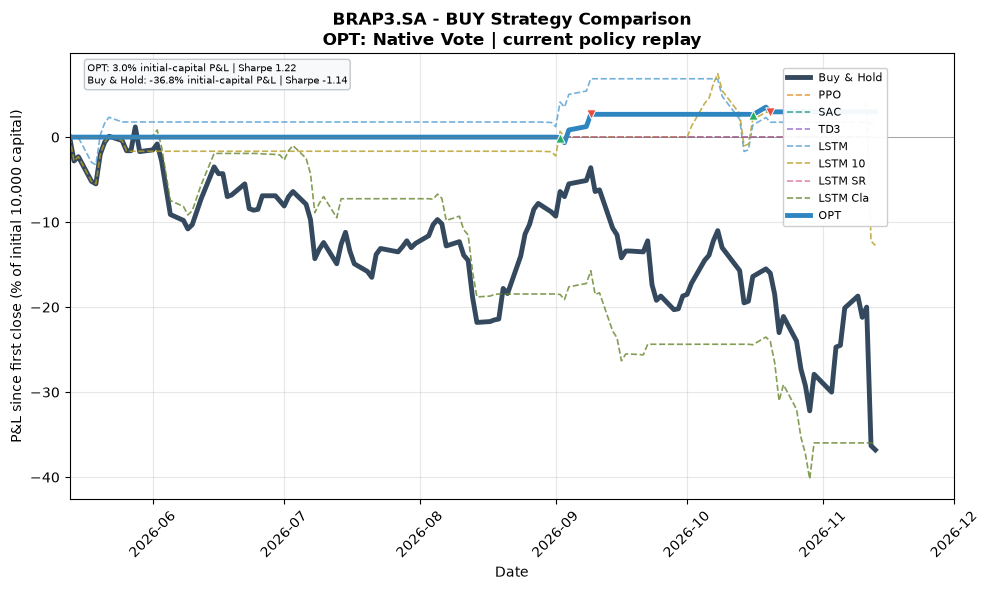 BRAP3.SA - BUY Strategy Comparison
OPT: Native Vote | current policy replay
OPT: 3.0% initial-capital P&L | Sharpe 1.22
Buy & Hold: -36.8% initial-capital P&L | Sharpe -1.14
Buy & Hold
PPO
SAC
TD3
LSTM
LSTM 10
LSTM SR
LSTM Cla
OPT
P&L since first close (% of initial 10,000 capital)
0
−10
−20
−30
−40
2026-06
2026-07
2026-08
2026-09
2026-10
2026-11
2026-12
Date